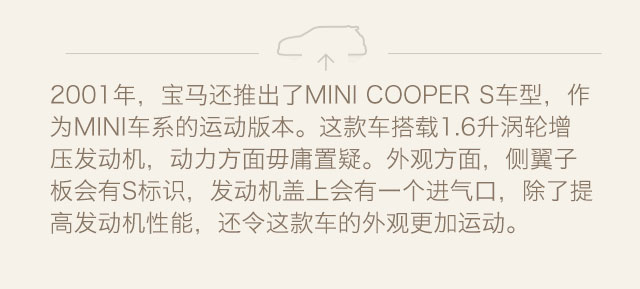 2001年，宝马还推出了MINI COOPER S车型，作
为MINI车系的运动版本。这款车搭载1.6升涡轮增
压发动机，动力方面毋庸置疑。外观方面，侧翼子
板会有S标识，发动机盖上会有一个进气口，除了提
高发动机性能，还令这款车的外观更加运动。